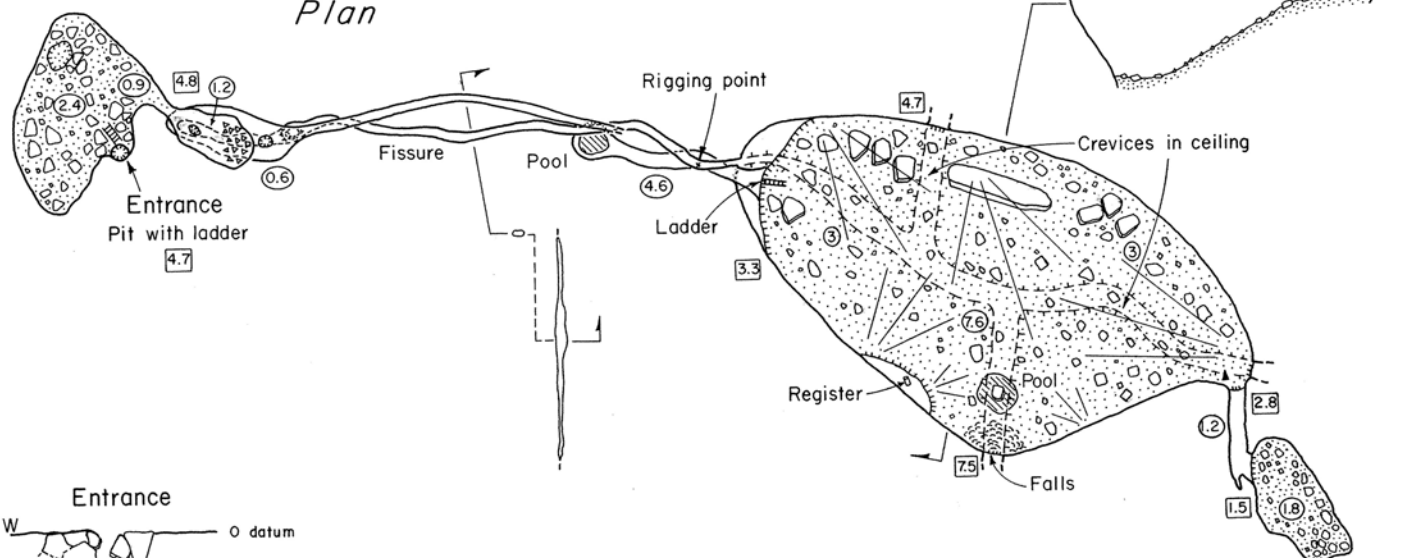 Plan
Rigging point
4.7
Crevices in ceiling
4.8
1.2
0.9
2.4
Fissure
Pool
0.6
4.6
Entrance
Pit with ladder
4.7
Ladder
3
3
3.3
7.6
Pool
Register
2.8
1.2
7.5
Falls
1.5
1.8
Entrance
W
O datum